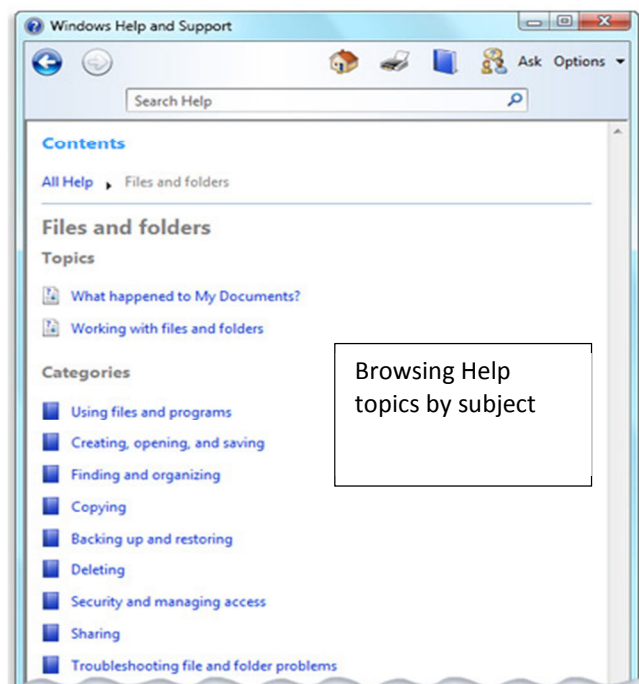 Windows Help and Support
Ask Options
Search Help
Contents
All Help Files and folders
Files and folders
Topics
What happened to My Documents?
Working with files and folders
Categories
Using files and programs
Creating, opening, and saving
Finding and organizing
Copying
Backing up and restoring
Deleting
Security and managing access
Sharing
Troubleshooting file and folder problems
Browsing Help
topics by subject